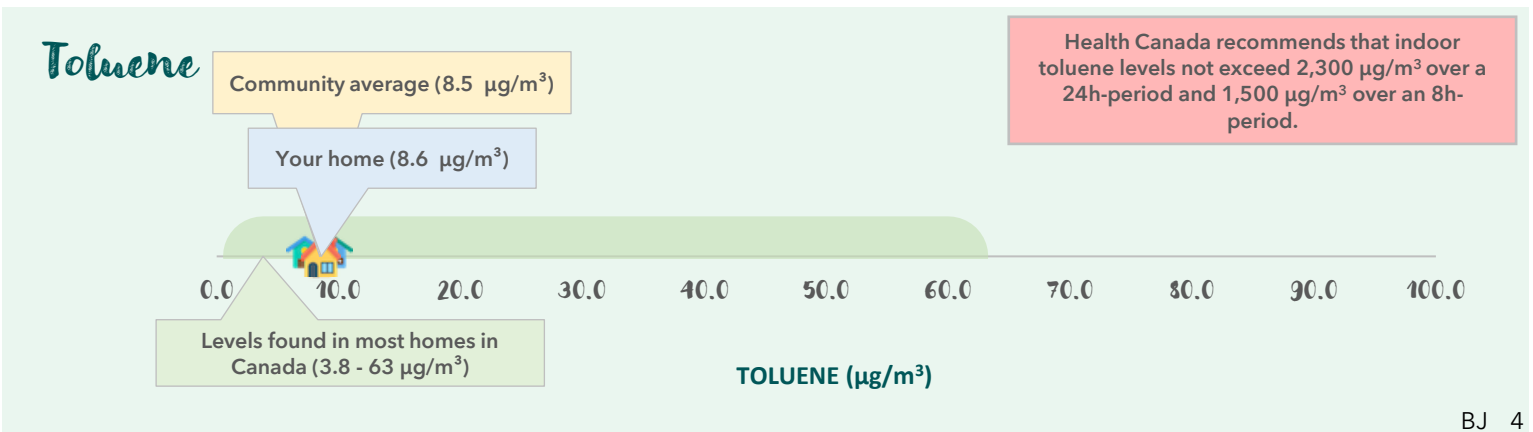 Toluene
Community average (8.5 µg/m³)
Health Canada recommends that indoor
toluene levels not exceed 2,300 µg/m³ over a
24h-period and 1,500 µg/m³ over an 8h-
period.
Your home (8.6 µg/m³)
0.0 10.0 20.0 30.0 40.0 50.0 60.0 70.0 80.0 90.0 100.0
Levels found in most homes in
Canada (3.8 - 63 µg/m³)
TOLUENE (µg/m³)
BJ 4